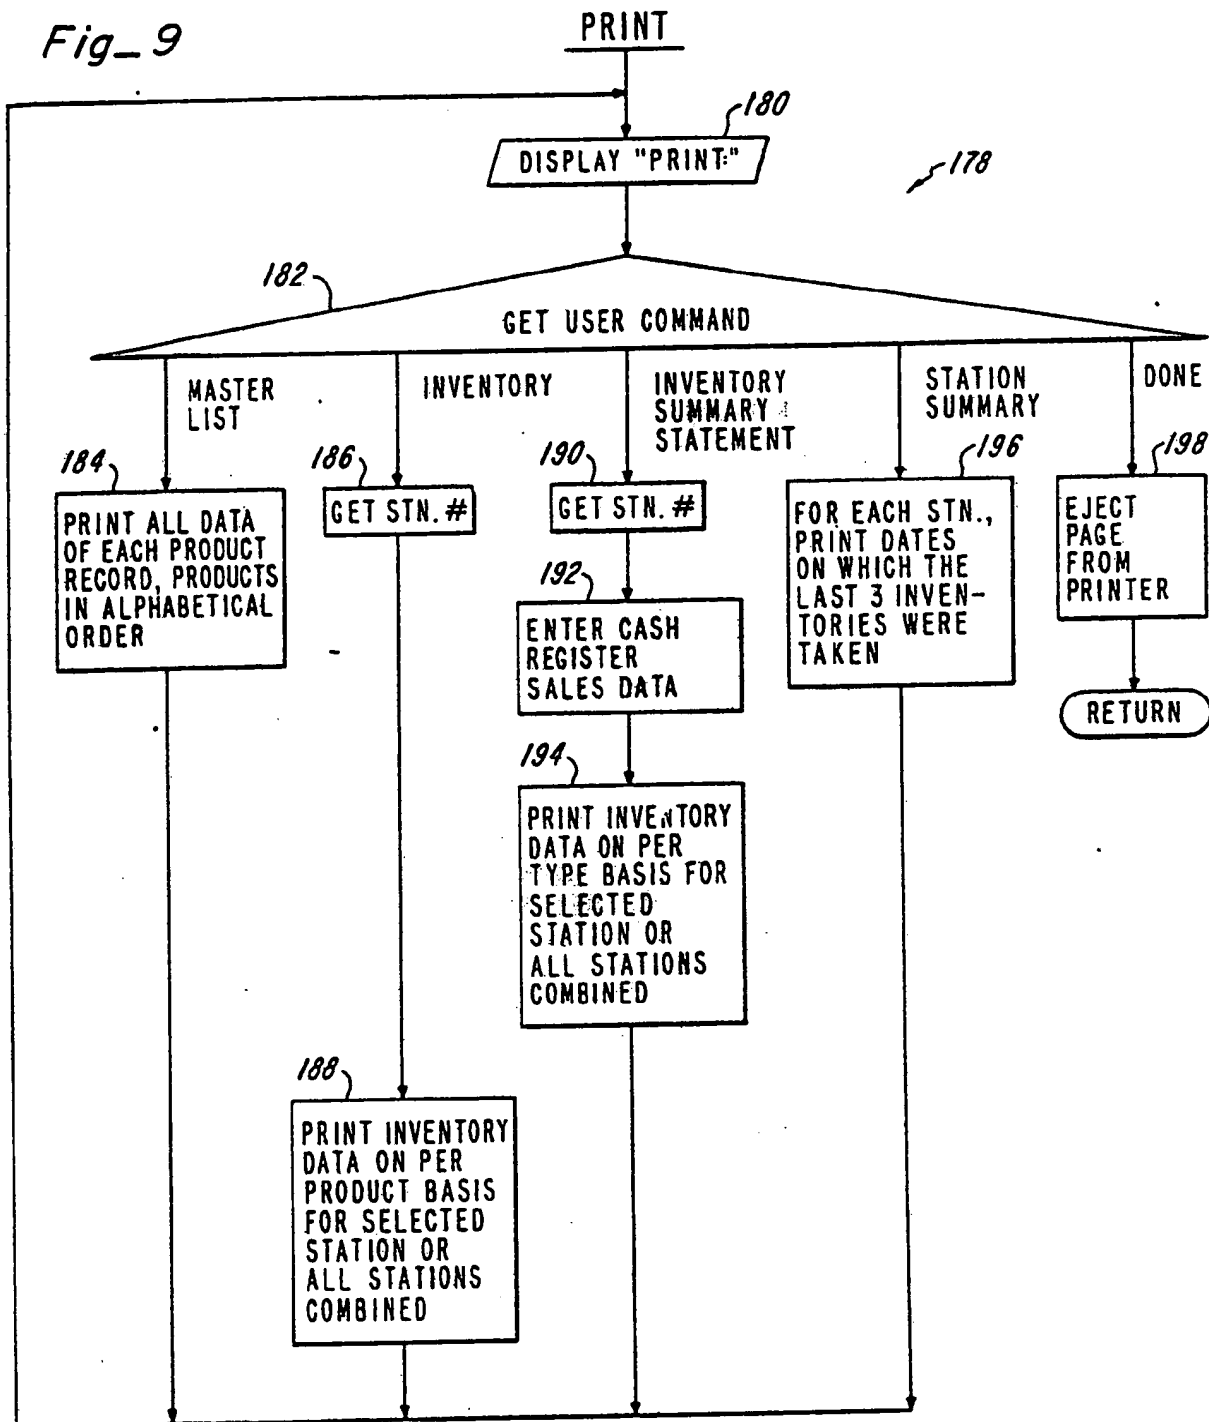 Fig_9
PRINT
180
DISPLAY "PRINT:"
178
182
GET USER COMMAND
MASTER
LIST
INVENTORY
INVENTORY
SUMMARY
STATEMENT
STATION
SUMMARY
DONE
184
PRINT ALL DATA
OF EACH PRODUCT
RECORD, PRODUCTS
IN ALPHABETICAL
ORDER
186
GET STN. #
190
GET STN. #
196
FOR EACH STN.,
PRINT DATES
ON WHICH THE
LAST 3 INVEN-
TORIES WERE
TAKEN
198
EJECT
PAGE
FROM
PRINTER
192
ENTER CASH
REGISTER
SALES DATA
RETURN
194
PRINT INVENTORY
DATA ON PER
TYPE BASIS FOR
SELECTED
STATION OR
ALL STATIONS
COMBINED
188
PRINT INVENTORY
DATA ON PER
PRODUCT BASIS
FOR SELECTED
STATION OR
ALL STATIONS
COMBINED